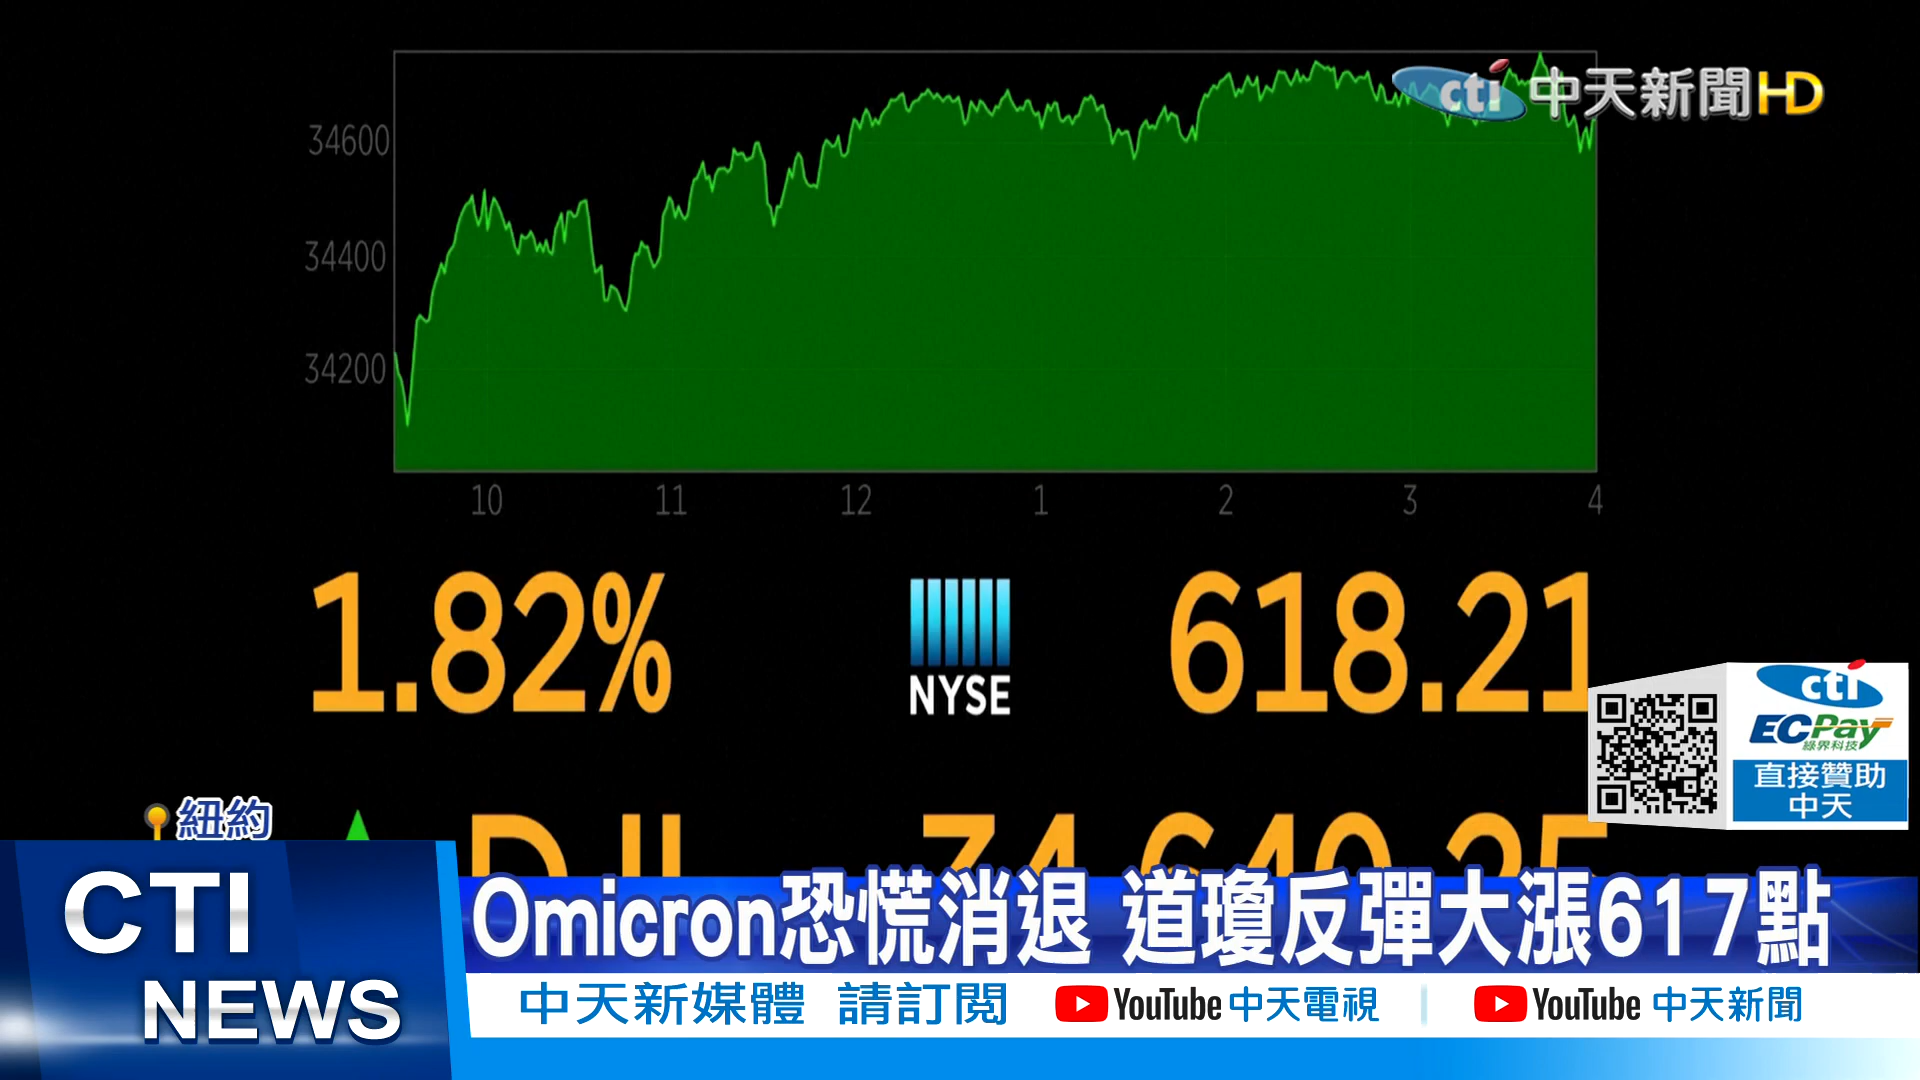 cti 中天新聞HD
34600
34400
34200
10 11 12 1 2 3 4
1.82%
NYSE
618.21
cti
ECPay
綠界科技
直接贊助
中天
紐約
DJI 34,640.25
CTI
NEWS
Omicron恐慌消退 道瓊反彈大漲617點
中天新媒體 請訂閱 YouTube 中天電視 YouTube 中天新聞